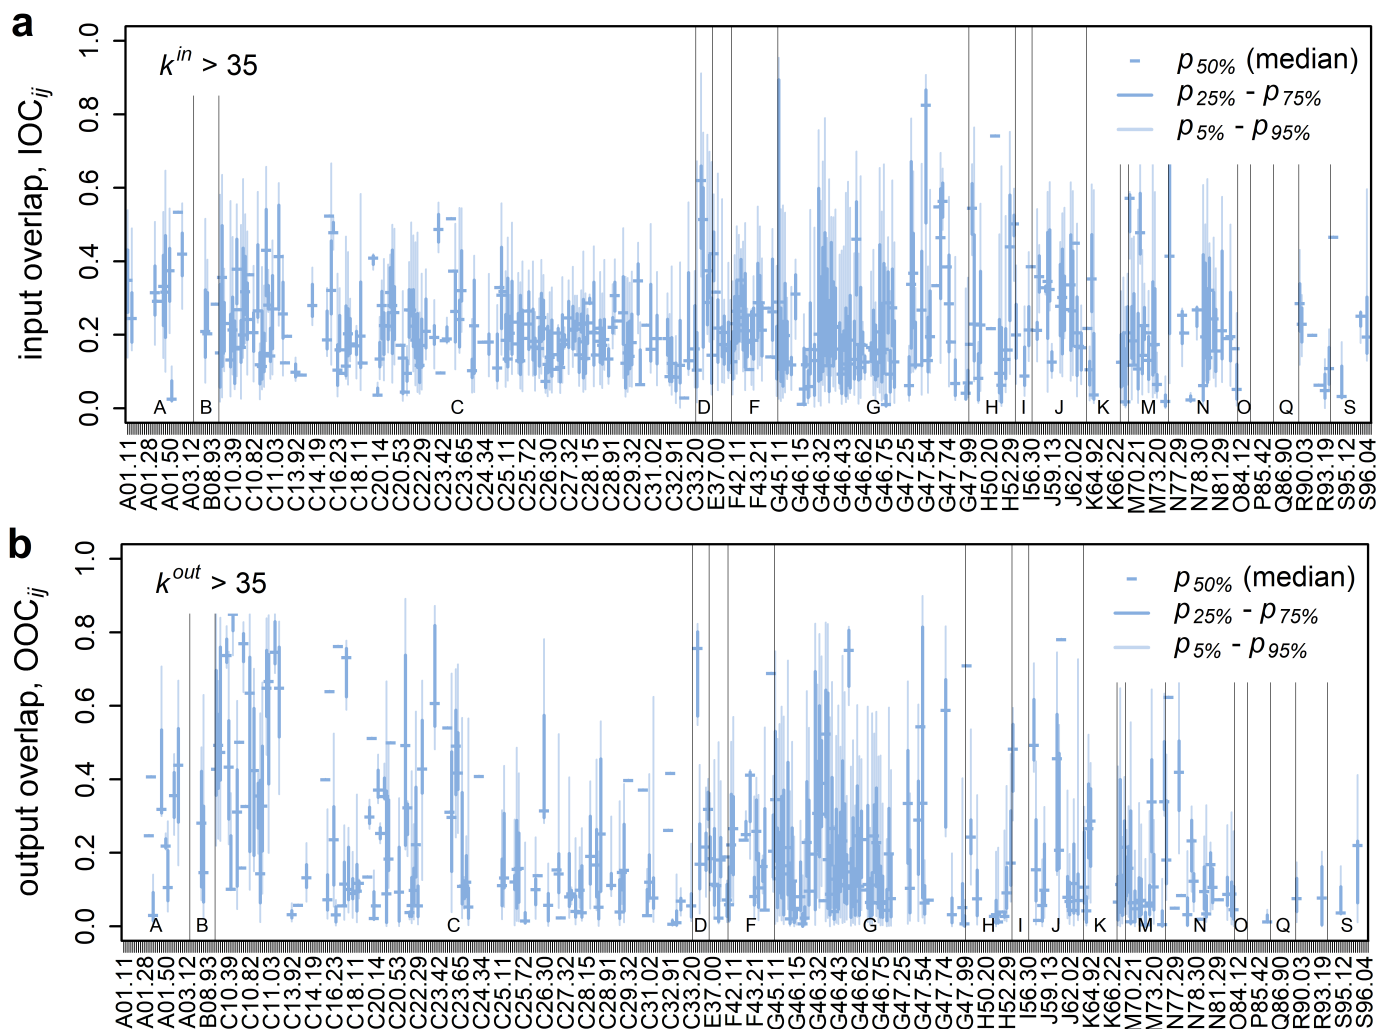 a
input overlap, IOCij
1.0
0.8
0.6
0.4
0.2
0.0
k^in > 35
p50% (median)
p25% - p75%
p5% - p95%
A B C D F G H I J K M N O Q S
A01.11 A01.28 A01.50 A03.12 B08.93 C10.39 C10.82 C11.03 C13.92 C14.19 C16.23 C18.11 C20.14 C20.53 C22.29 C23.42 C23.65 C24.34 C25.11 C25.72 C26.30 C27.32 C28.15 C28.91 C29.32 C31.02 C32.91 C33.20 E37.00 F42.11 F43.21 G45.11 G46.15 G46.32 G46.43 G46.62 G46.75 G47.25 G47.54 G47.74 G47.99 H50.20 H52.29 I56.30 J59.13 J62.02 K64.92 K66.22 M70.21 M73.20 N77.29 N78.30 N81.29 O84.12 P85.42 Q86.90 R90.03 R93.19 S95.12 S96.04
b
output overlap, OOCij
1.0
0.8
0.6
0.4
0.2
0.0
k^out > 35
p50% (median)
p25% - p75%
p5% - p95%
A B C D F G H I J K M N O Q S
A01.11 A01.28 A01.50 A03.12 B08.93 C10.39 C10.82 C11.03 C13.92 C14.19 C16.23 C18.11 C20.14 C20.53 C22.29 C23.42 C23.65 C24.34 C25.11 C25.72 C26.30 C27.32 C28.15 C28.91 C29.32 C31.02 C32.91 C33.20 E37.00 F42.11 F43.21 G45.11 G46.15 G46.32 G46.43 G46.62 G46.75 G47.25 G47.54 G47.74 G47.99 H50.20 H52.29 I56.30 J59.13 J62.02 K64.92 K66.22 M70.21 M73.20 N77.29 N78.30 N81.29 O84.12 P85.42 Q86.90 R90.03 R93.19 S95.12 S96.04